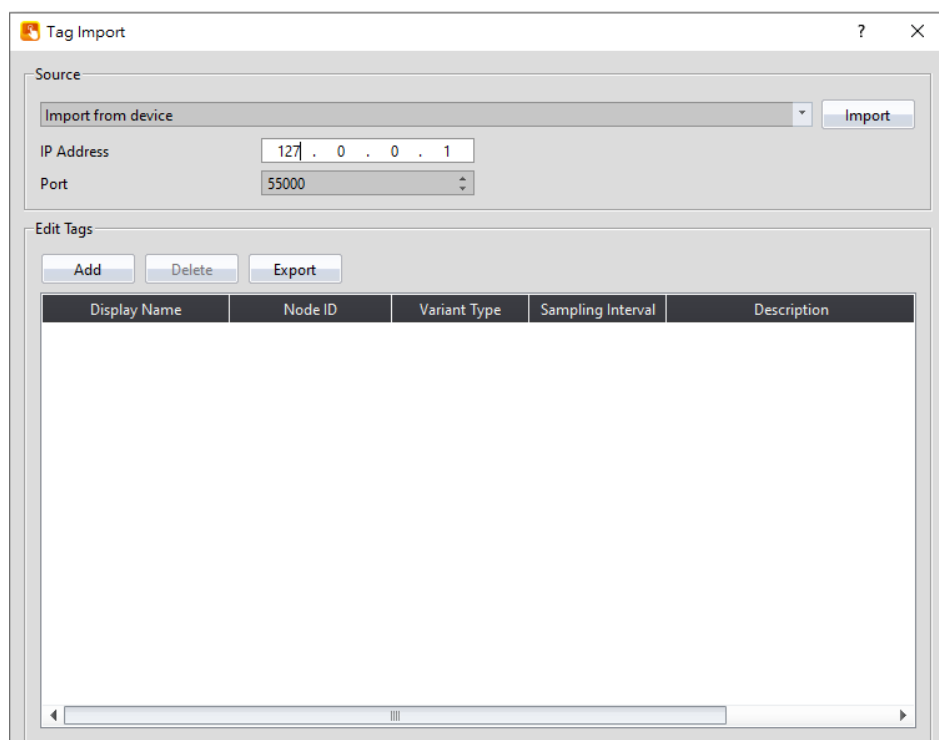 Tag Import
Source
Import from device Import
IP Address 127 . 0 . 0 . 1
Port 55000
Edit Tags
Add Delete Export
Display Name Node ID Variant Type Sampling Interval Description